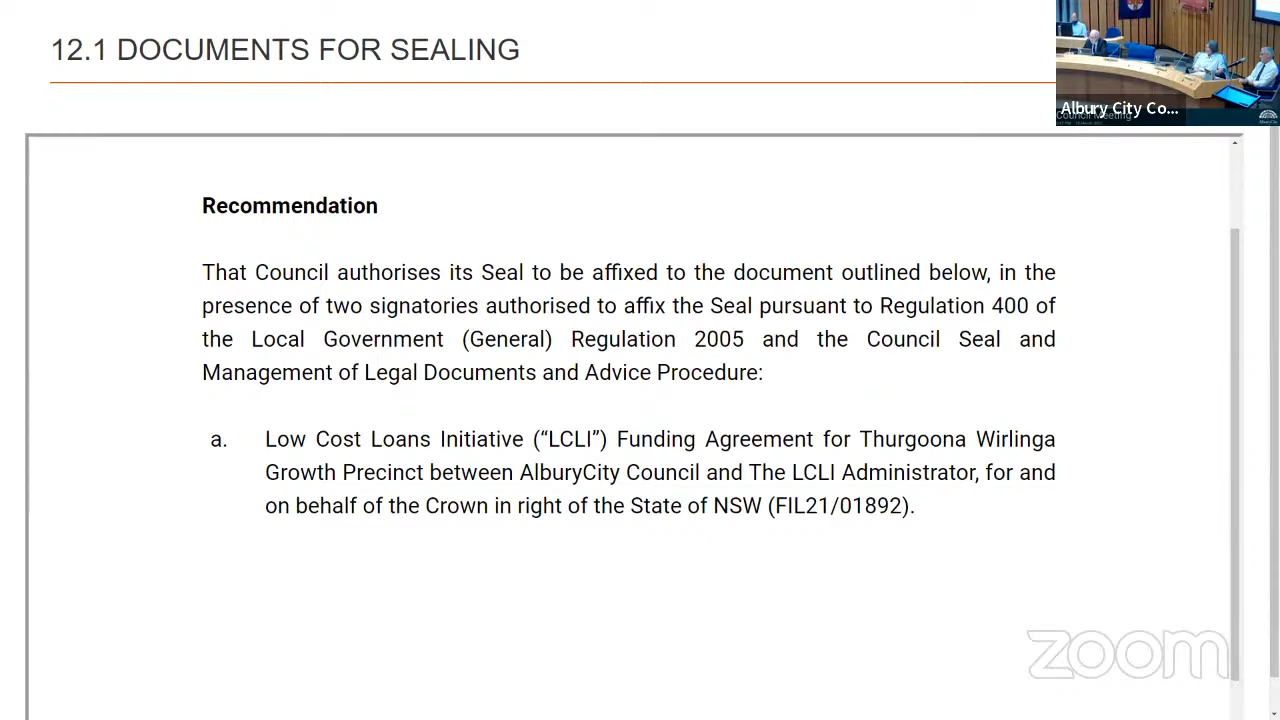 12.1 DOCUMENTS FOR SEALING
Albury City Co...
Council Meeting
Recommendation
That Council authorises its Seal to be affixed to the document outlined below, in the
presence of two signatories authorised to affix the Seal pursuant to Regulation 400 of
the Local Government (General) Regulation 2005 and the Council Seal and
Management of Legal Documents and Advice Procedure:
a. Low Cost Loans Initiative (“LCLI”) Funding Agreement for Thurgoona Wirlinga
Growth Precinct between AlburyCity Council and The LCLI Administrator, for and
on behalf of the Crown in right of the State of NSW (FIL21/01892).
zoom